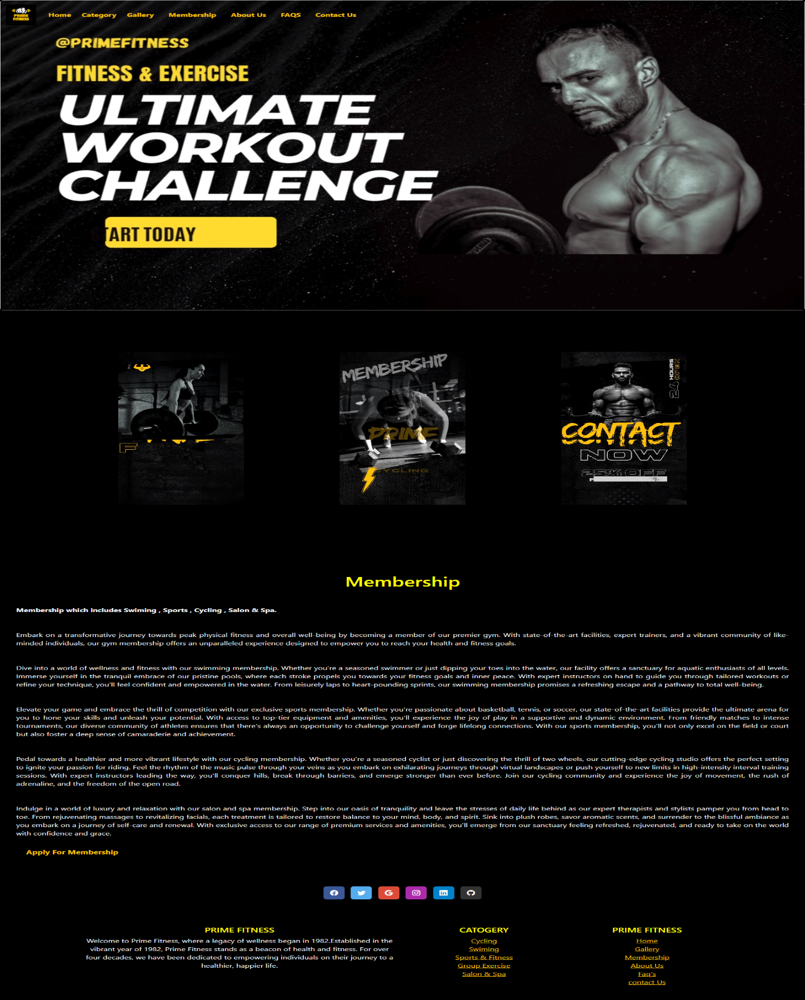 PRIME
FITNESS
Home Category Gallery Membership About Us FAQS Contact Us
@PRIMEFITNESS
FITNESS & EXERCISE
ULTIMATE
WORKOUT
CHALLENGE
TART TODAY
F
MEMBERSHIP
PRIME
CYCLING
24 HOURS
OPEN
CONTACT
NOW
25% OFF
Membership
Membership which includes Swiming , Sports , Cycling , Salon & Spa.
Embark on a transformative journey towards peak physical fitness and overall well-being by becoming a member of our premier gym. With state-of-the-art facilities, expert trainers, and a vibrant community of like-
minded individuals, our gym membership offers an unparalleled experience designed to empower you to reach your health and fitness goals.
Dive into a world of wellness and fitness with our swimming membership. Whether you're a seasoned swimmer or just dipping your toes into the water, our facility offers a sanctuary for aquatic enthusiasts of all levels.
Immerse yourself in the tranquil embrace of our pristine pools, where each stroke propels you towards your fitness goals and inner peace. With expert instructors on hand to guide you through tailored workouts or
refine your technique, you'll feel confident and empowered in the water. From leisurely laps to heart-pounding sprints, our swimming membership promises a refreshing escape and a pathway to total well-being.
Elevate your game and embrace the thrill of competition with our exclusive sports membership. Whether you're passionate about basketball, tennis, or soccer, our state-of-the-art facilities provide the ultimate arena for
you to hone your skills and unleash your potential. With access to top-tier equipment and amenities, you'll experience the joy of play in a supportive and dynamic environment. From friendly matches to intense
tournaments, our diverse community of athletes ensures that there's always an opportunity to challenge yourself and forge lifelong connections. With our sports membership, you'll not only excel on the field or court
but also foster a deep sense of camaraderie and achievement.
Pedal towards a healthier and more vibrant lifestyle with our cycling membership. Whether you're a seasoned cyclist or just discovering the thrill of two wheels, our cutting-edge cycling studio offers the perfect setting
to ignite your passion for riding. Feel the rhythm of the music pulse through your veins as you embark on exhilarating journeys through virtual landscapes or push yourself to new limits in high-intensity interval training
sessions. With expert instructors leading the way, you'll conquer hills, break through barriers, and emerge stronger than ever before. Join our cycling community and experience the joy of movement, the rush of
adrenaline, and the freedom of the open road.
Indulge in a world of luxury and relaxation with our salon and spa membership. Step into our oasis of tranquility and leave the stresses of daily life behind as our expert therapists and stylists pamper you from head to
toe. From rejuvenating massages to revitalizing facials, each treatment is tailored to restore balance to your mind, body, and spirit. Sink into plush robes, savor aromatic scents, and surrender to the blissful ambiance as
you embark on a journey of self-care and renewal. With exclusive access to our range of premium services and amenities, you'll emerge from our sanctuary feeling refreshed, rejuvenated, and ready to take on the world
with confidence and grace.
Apply For Membership
PRIME FITNESS
Welcome to Prime Fitness, where a legacy of wellness began in 1982.Established in the
vibrant year of 1982, Prime Fitness stands as a beacon of health and fitness. For over
four decades, we have been dedicated to empowering individuals on their journey to a
healthier, happier life.
CATOGERY
Cycling
Swiming
Sports & Fitness
Group Exercise
Salon & Spa
PRIME FITNESS
Home
Gallery
Membership
About Us
Faq's
contact Us